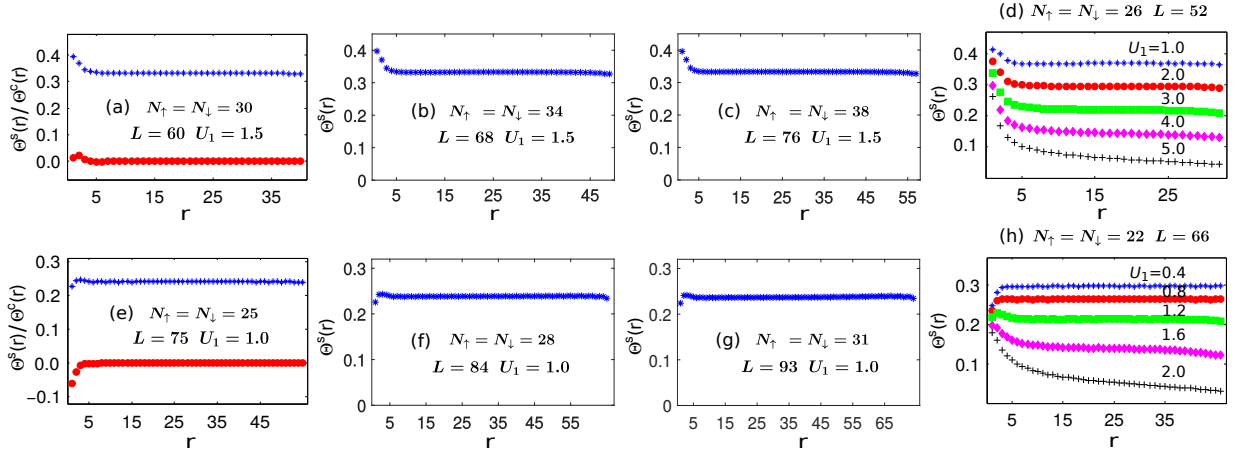 (d) N↑ = N↓ = 26 L = 52
Θˢ(r)/Θᶜ(r)
0.4
0.3
0.2
0.1
0.0
(a) N↑ = N↓ = 30
L = 60 U₁ = 1.5
5 15 25 35
r
Θˢ(r)
0.4
0.3
0.2
0.1
0
(b) N↑ = N↓ = 34
L = 68 U₁ = 1.5
5 15 25 35 45
r
Θˢ(r)
0.4
0.3
0.2
0.1
0
(c) N↑ = N↓ = 38
L = 76 U₁ = 1.5
5 15 25 35 45 55
r
Θˢ(r)
0.4
0.3
0.2
0.1
U₁=1.0
2.0
3.0
4.0
5.0
5 15 25
r
(h) N↑ = N↓ = 22 L = 66
Θˢ(r)/Θᶜ(r)
0.3
0.2
0.1
0.0
−0.1
(e) N↑ = N↓ = 25
L = 75 U₁ = 1.0
5 15 25 35 45
r
Θˢ(r)
0.3
0.2
0.1
0
(f) N↑ = N↓ = 28
L = 84 U₁ = 1.0
5 15 25 35 45 55
r
Θˢ(r)
0.3
0.2
0.1
0
(g) N↑ = N↓ = 31
L = 93 U₁ = 1.0
5 15 25 35 45 55 65
r
Θˢ(r)
0.3
0.2
0.1
U₁=0.4
0.8
1.2
1.6
2.0
5 15 25 35 45
r